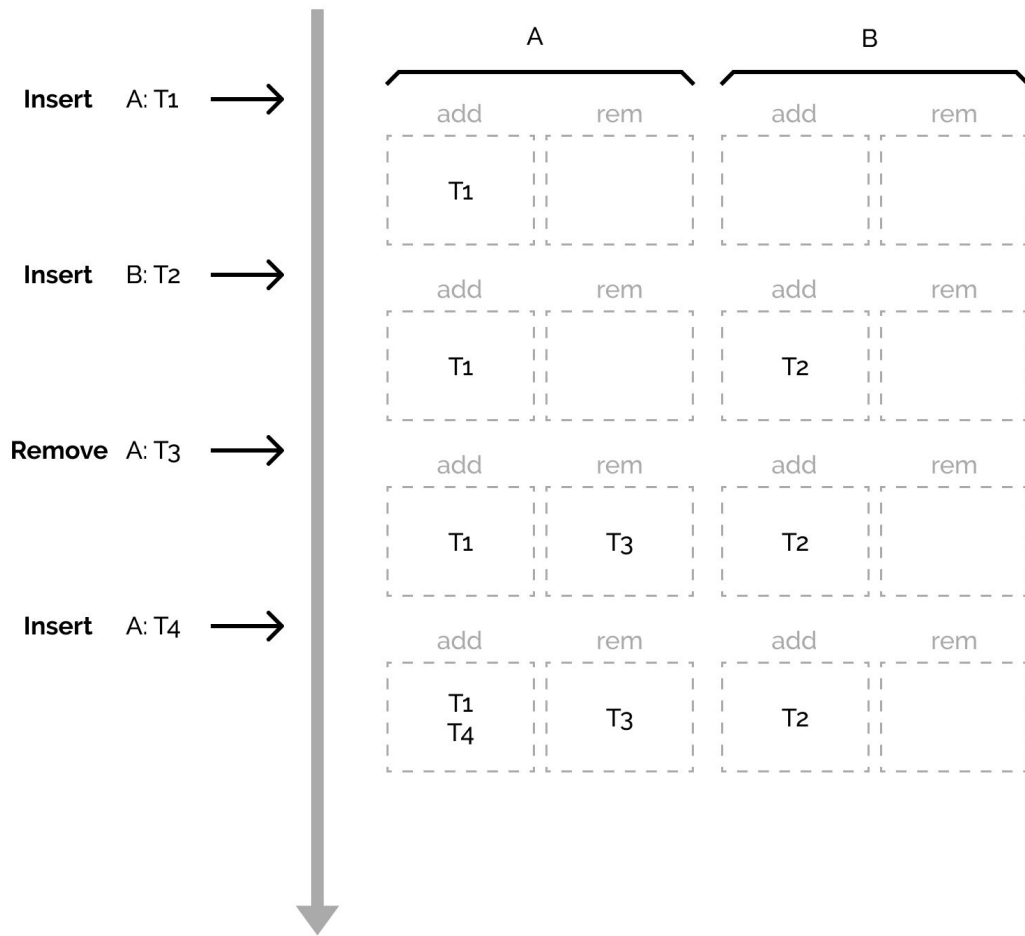 A B
Insert A: T1
add rem add rem
T1
Insert B: T2
add rem add rem
T1 T2
Remove A: T3
add rem add rem
T1 T3 T2
Insert A: T4
add rem add rem
T1
T4
T3 T2